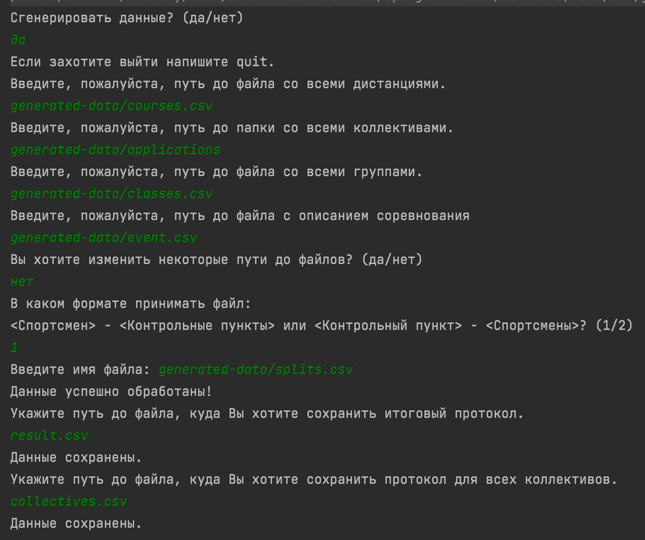 Сгенерировать данные? (да/нет)
да
Если захотите выйти напишите quit.
Введите, пожалуйста, путь до файла со всеми дистанциями.
generated-data/courses.csv
Введите, пожалуйста, путь до папки со всеми коллективами.
generated-data/applications
Введите, пожалуйста, путь до файла со всеми группами.
generated-data/classes.csv
Введите, пожалуйста, путь до файла с описанием соревнования
generated-data/event.csv
Вы хотите изменить некоторые пути до файлов? (да/нет)
нет
В каком формате принимать файл:
<Спортсмен> - <Контрольные пункты> или <Контрольный пункт> - <Спортсмены>? (1/2)
1
Введите имя файла: generated-data/splits.csv
Данные успешно обработаны!
Укажите путь до файла, куда Вы хотите сохранить итоговый протокол.
result.csv
Данные сохранены.
Укажите путь до файла, куда Вы хотите сохранить протокол для всех коллективов.
collectives.csv
Данные сохранены.